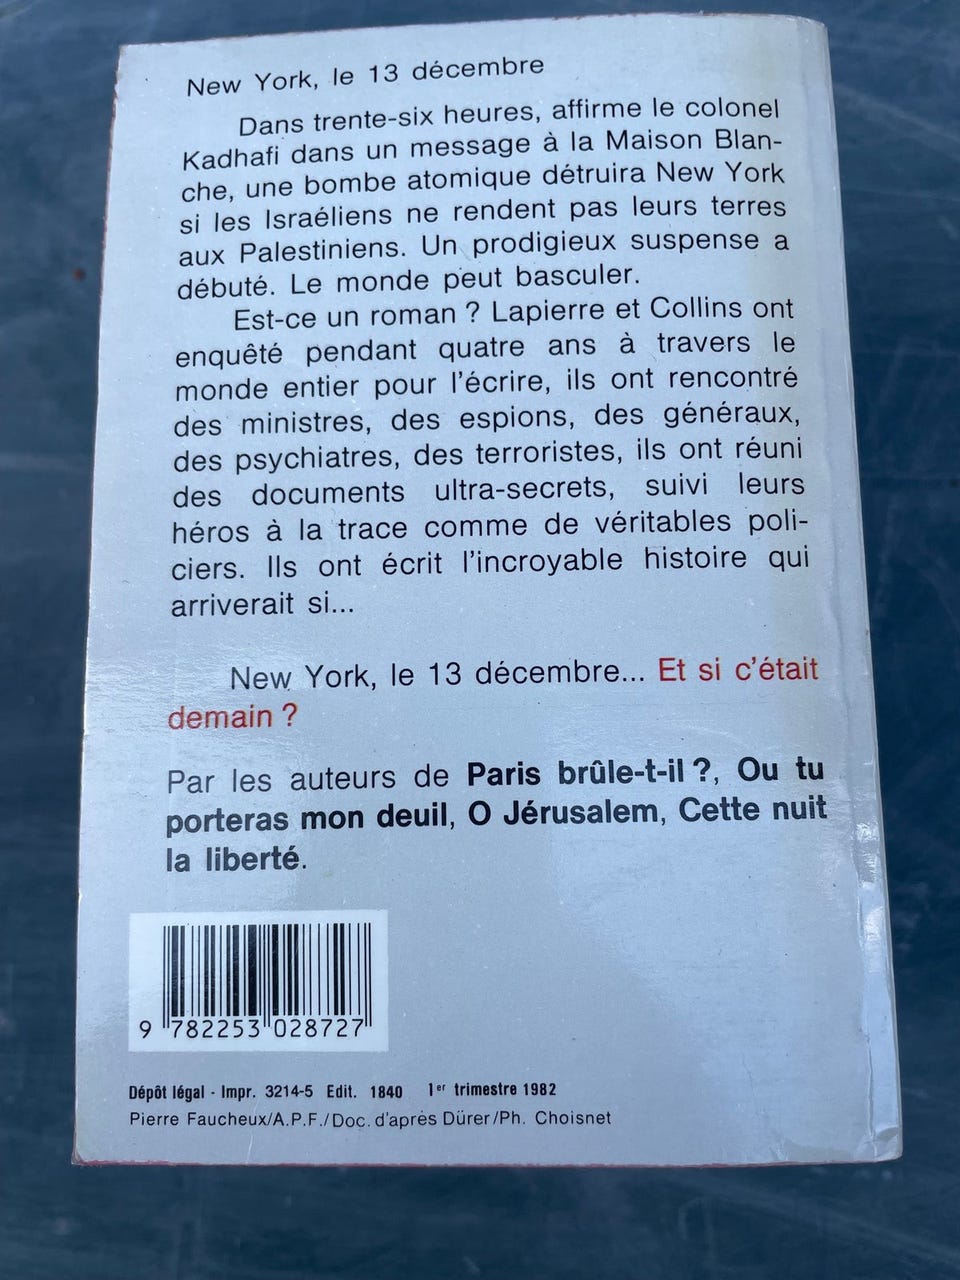 New York, le 13 décembre
Dans trente-six heures, affirme le colonel
Kadhafi dans un message à la Maison Blan-
che, une bombe atomique détruira New York
si les Israéliens ne rendent pas leurs terres
aux Palestiniens. Un prodigieux suspense a
débuté. Le monde peut basculer.
Est-ce un roman ? Lapierre et Collins ont
enquêté pendant quatre ans à travers le
monde entier pour l'écrire, ils ont rencontré
des ministres, des espions, des généraux,
des psychiatres, des terroristes, ils ont réuni
des documents ultra-secrets, suivi leurs
héros à la trace comme de véritables poli-
ciers. Ils ont écrit l'incroyable histoire qui
arriverait si...
New York, le 13 décembre... Et si c'était
demain ?
Par les auteurs de Paris brûle-t-il ?, Ou tu
porteras mon deuil, O Jérusalem, Cette nuit
la liberté.
9 782253 028727
Dépôt légal - Impr. 3214-5 Edit. 1840 1er trimestre 1982
Pierre Faucheux/A.P.F./Doc. d'après Dürer/Ph. Choisnet